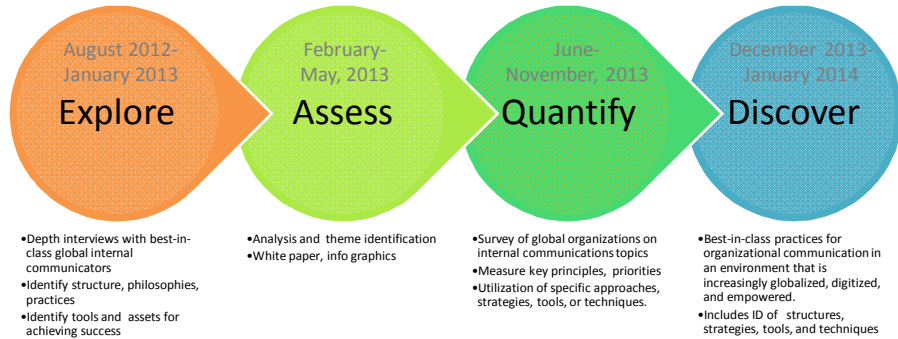 August 2012-
January 2013
Explore
February-
May, 2013
Assess
June-
November, 2013
Quantify
December 2013-
January 2014
Discover
•Depth interviews with best-in-
class global internal
communicators
•Identify structure, philosophies,
practices
•Identify tools and assets for
achieving success
•Analysis and theme identification
•White paper, info graphics
•Survey of global organizations on
internal communications topics
•Measure key principles, priorities
•Utilization of specific approaches,
strategies, tools, or techniques.
•Best-in-class practices for
organizational communication in
an environment that is
increasingly globalized, digitized,
and empowered.
•Includes ID of structures,
strategies, tools, and techniques